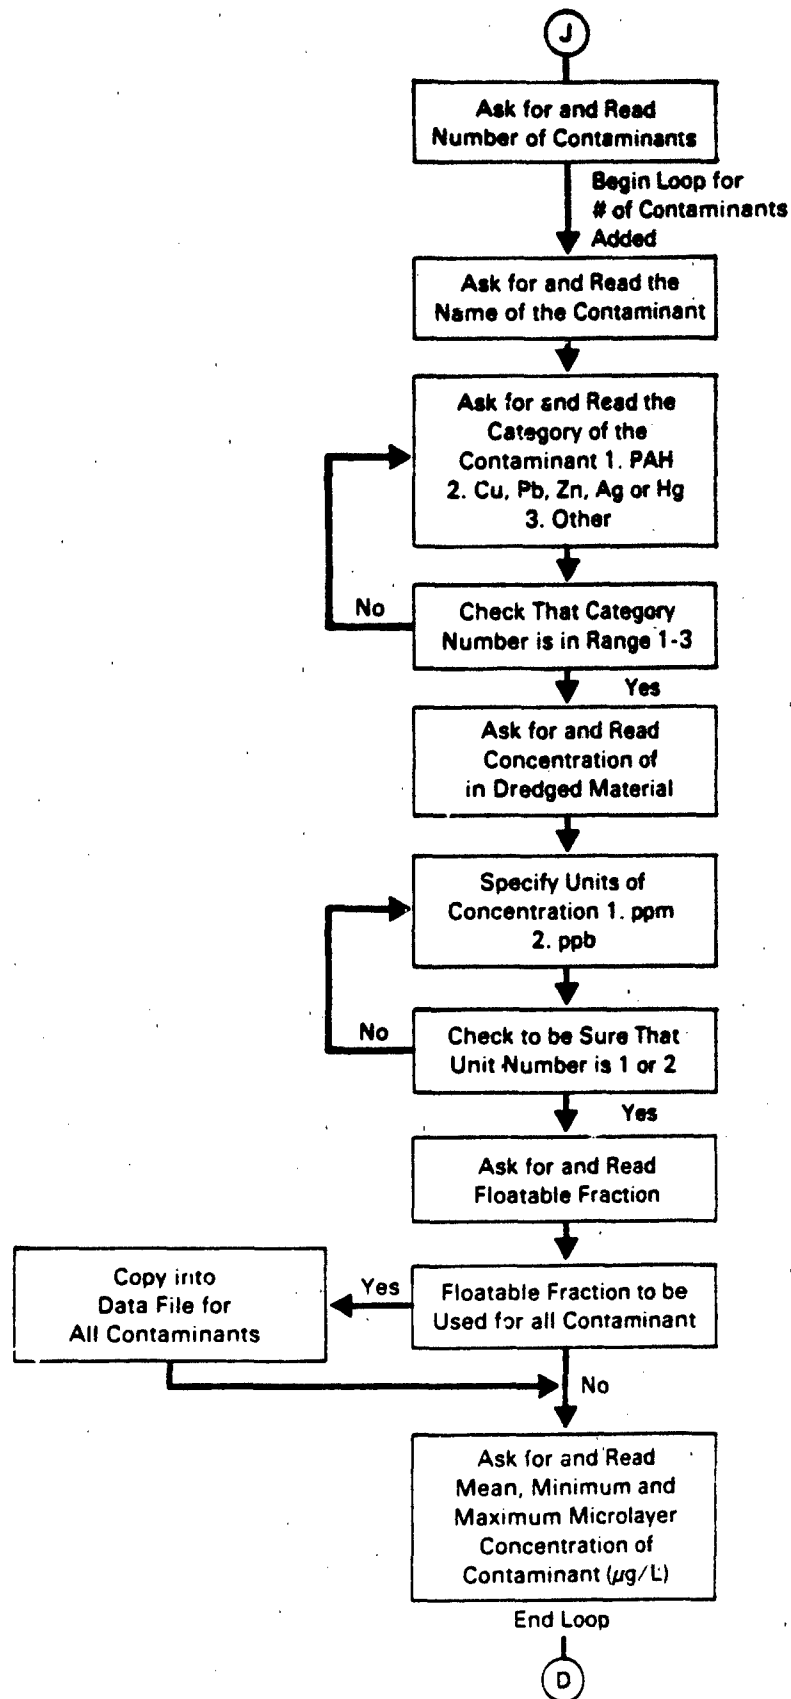 J
Ask for and Read
Number of Contaminants
Begin Loop for
# of Contaminants
Added
Ask for and Read the
Name of the Contaminant
Ask for and Read the
Category of the
Contaminant 1. PAH
2. Cu, Pb, Zn, Ag or Hg
3. Other
No
Check That Category
Number is in Range 1-3
Yes
Ask for and Read
Concentration of
in Dredged Material
Specify Units of
Concentration 1. ppm
2. ppb
No
Check to be Sure That
Unit Number is 1 or 2
Yes
Ask for and Read
Floatable Fraction
Copy into
Data File for
All Contaminants
Yes
Floatable Fraction to be
Used for all Contaminant
No
Ask for and Read
Mean, Minimum and
Maximum Microlayer
Concentration of
Contaminant (µg/L)
End Loop
D